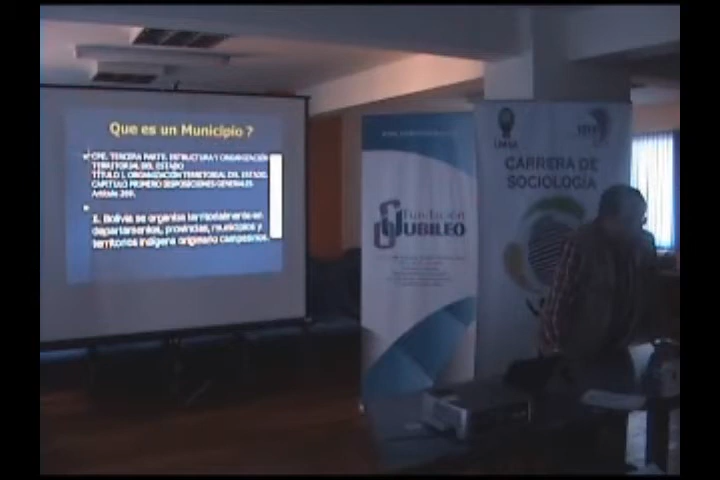 Que es un Municipio ?
CPE. TERCERA PARTE. ESTRUCTURA Y ORGANIZACIÓN
TERRITORIAL DEL ESTADO
TÍTULO I. ORGANIZACIÓN TERRITORIAL DEL ESTADO.
CAPITULO PRIMERO DISPOSICIONES GENERALES
Artículo 269.
I. Bolivia se organiza territorialmente en
departamentos, provincias, municipios y
territorios indígena originario campesinos.
fundación
JUBILEO
CARRERA DE
SOCIOLOGÍA